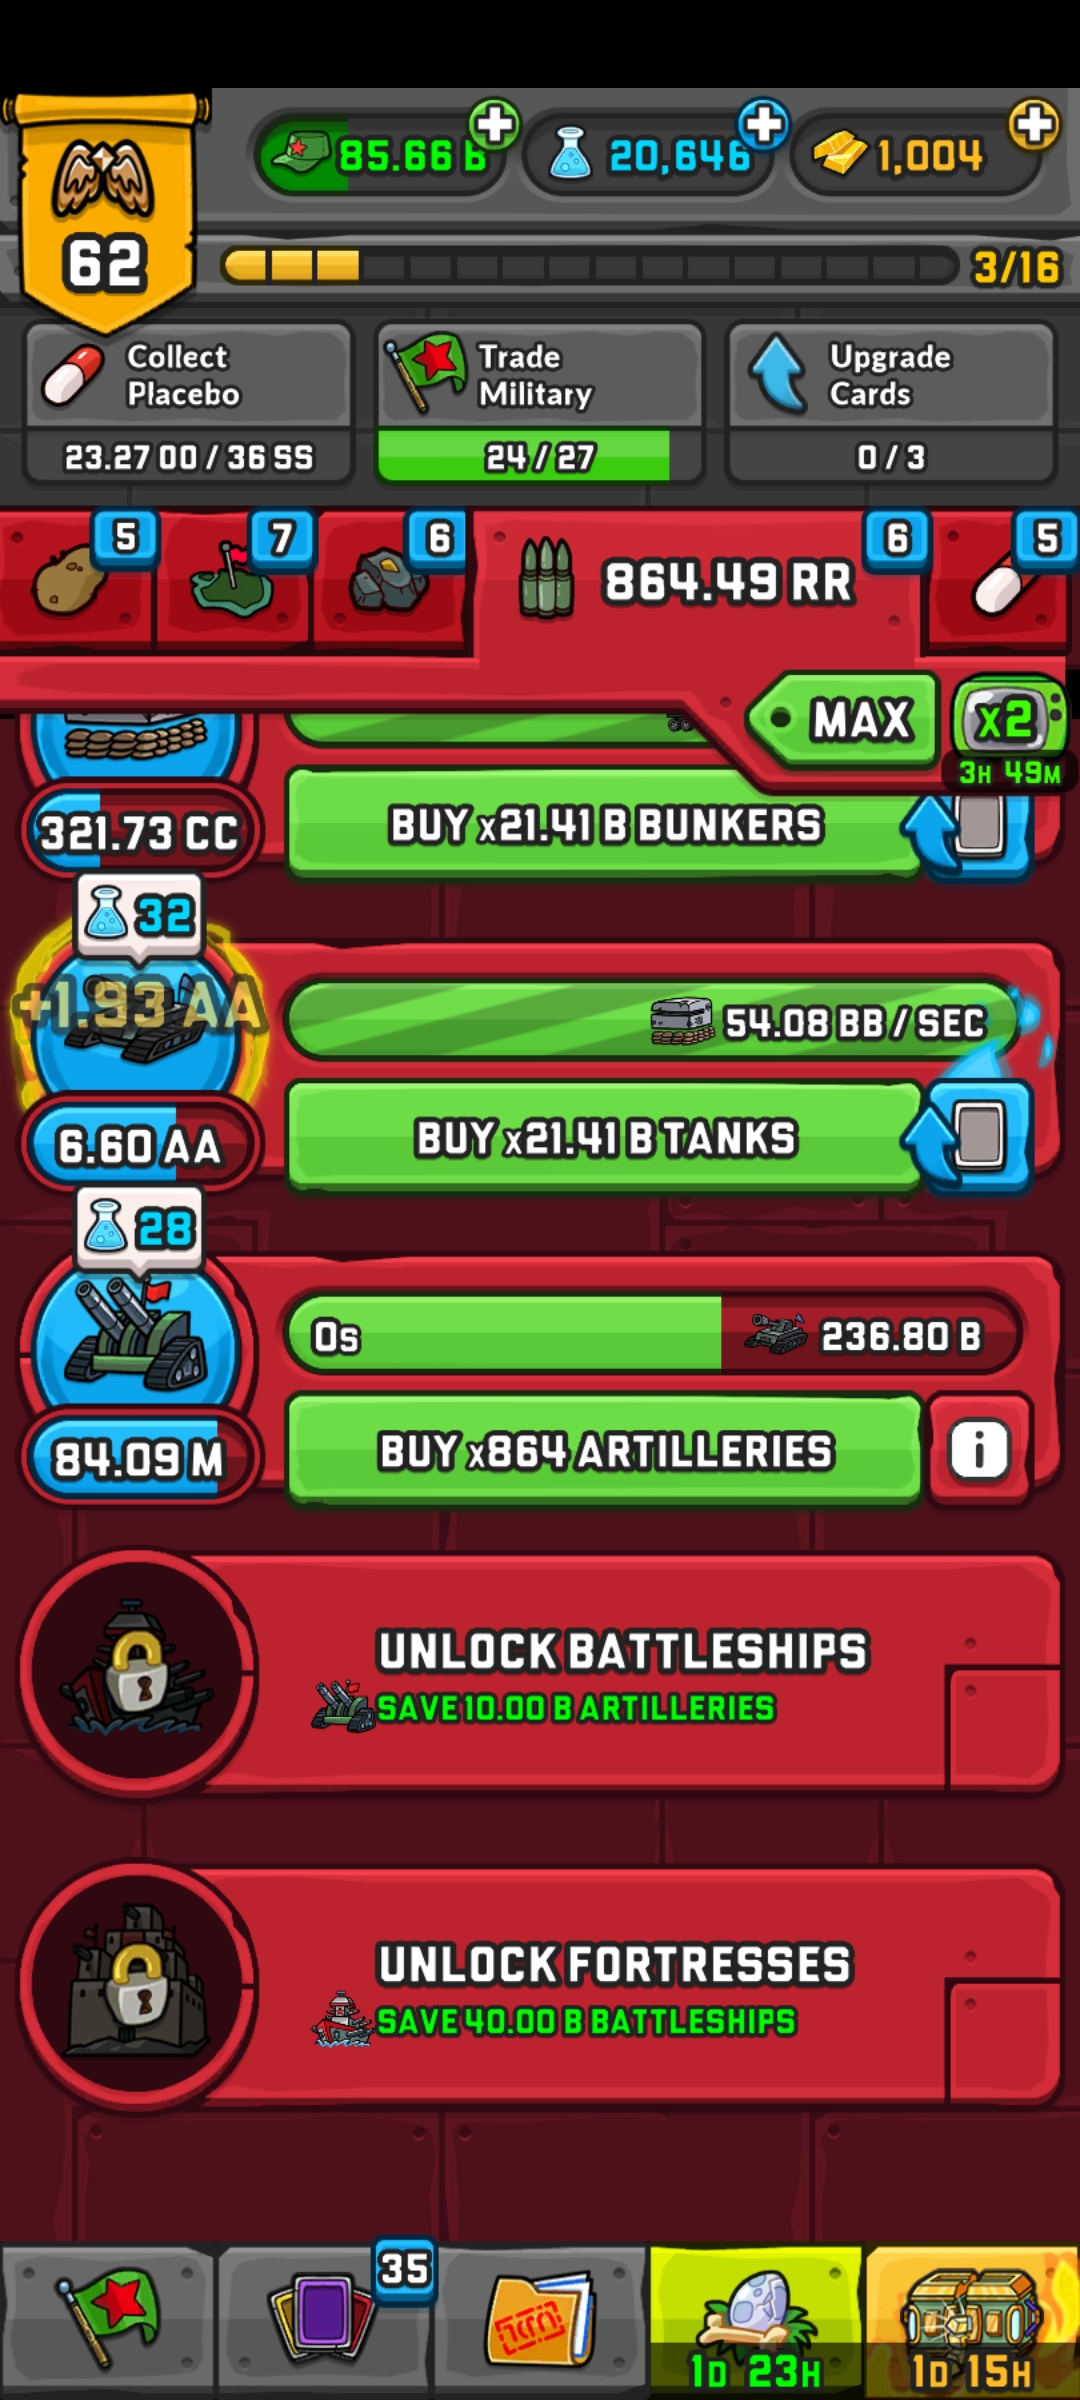 85.66 B
20,646
1,004
62
3/16
Collect
Placebo
Trade
Military
Upgrade
Cards
23.27 OO / 36 SS
24 / 27
0 / 3
5
7
6
864.49 RR
6
5
MAX
x2
3H 49M
321.73 CC
BUY x21.41 B BUNKERS
32
+1.93 AA
54.08 BB / SEC
6.60 AA
BUY x21.41 B TANKS
28
0s
236.80 B
84.09 M
BUY x864 ARTILLERIES
i
UNLOCK BATTLESHIPS
SAVE 10.00 B ARTILLERIES
UNLOCK FORTRESSES
SAVE 40.00 B BATTLESHIPS
35
1D 23H
1D 15H